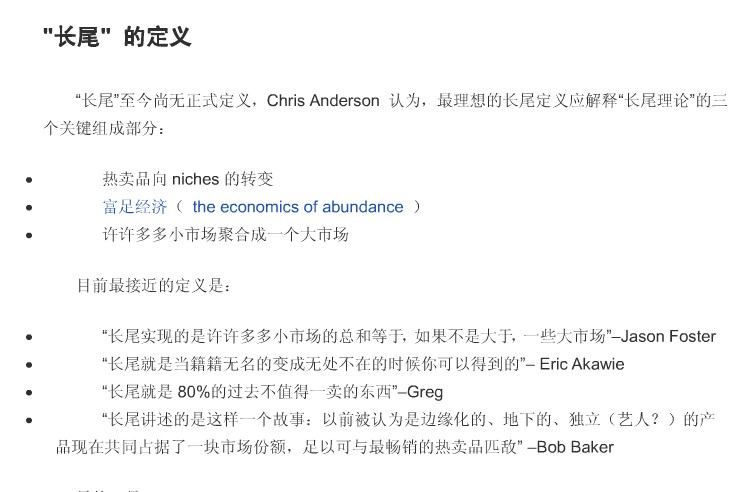 "长尾" 的定义
“长尾”至今尚无正式定义，Chris Anderson 认为，最理想的长尾定义应解释“长尾理论”的三
个关键组成部分：
热卖品向 niches 的转变
富足经济（ the economics of abundance ）
许许多多小市场聚合成一个大市场
目前最接近的定义是：
“长尾实现的是许许多多小市场的总和等于, 如果不是大于, 一些大市场”–Jason Foster
“长尾就是当籍籍无名的变成无处不在的时候你可以得到的”– Eric Akawie
“长尾就是 80%的过去不值得一卖的东西”–Greg
“长尾讲述的是这样一个故事：以前被认为是边缘化的、地下的、独立（艺人？）的产
品现在共同占据了一块市场份额，足以可与最畅销的热卖品匹敌” –Bob Baker